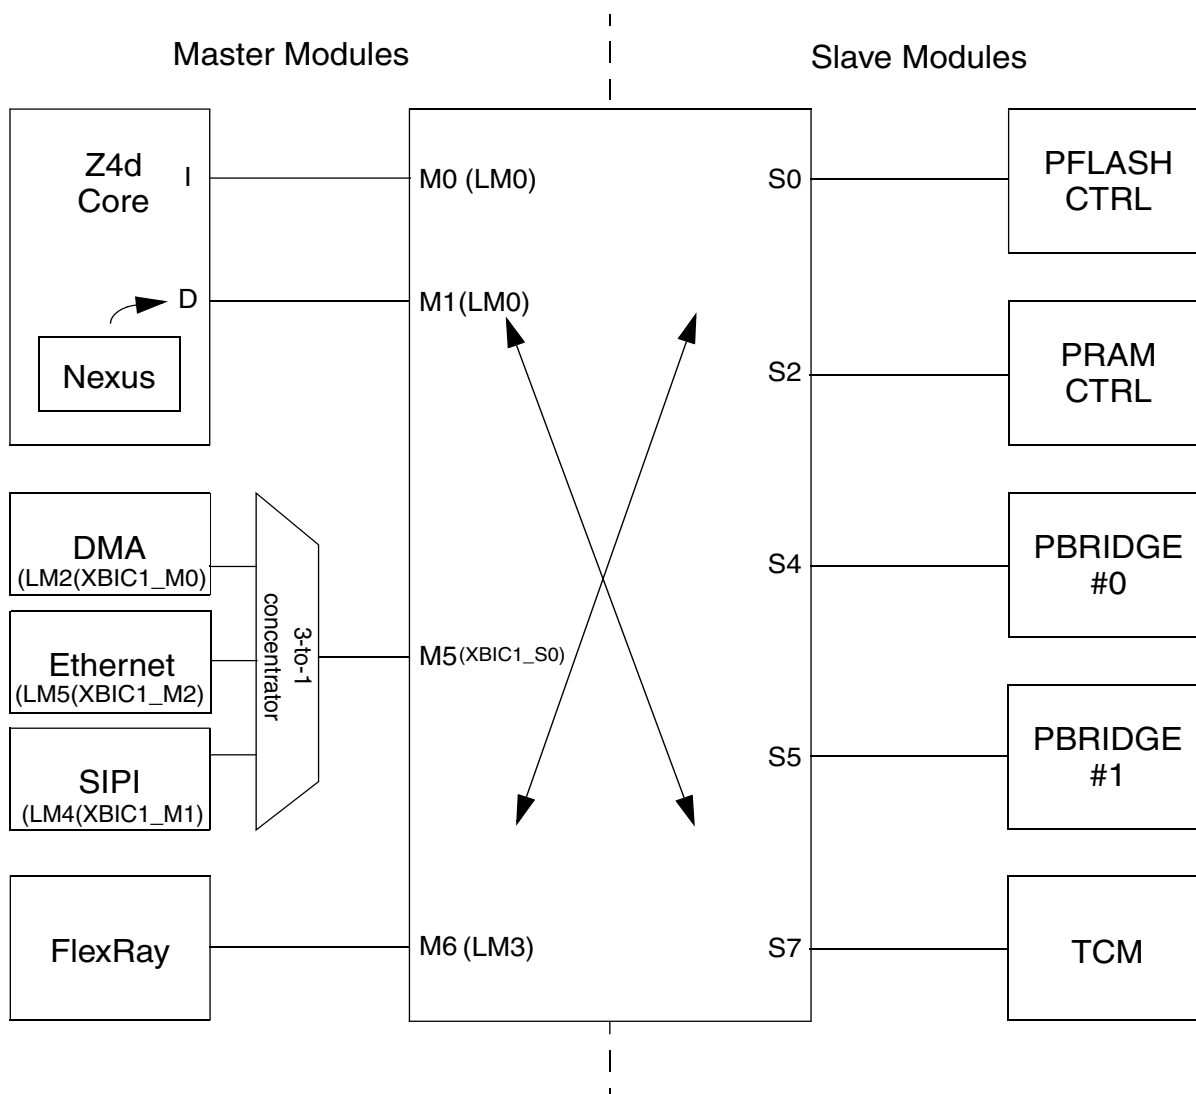 Master Modules
Slave Modules
Z4d
Core
I
D
Nexus
M0 (LM0)
M1(LM0)
DMA
(LM2(XBIC1_M0)
Ethernet
(LM5(XBIC1_M2)
SIPI
(LM4(XBIC1_M1)
3-to-1
concentrator
M5(XBIC1_S0)
FlexRay
M6 (LM3)
S0
PFLASH
CTRL
S2
PRAM
CTRL
S4
PBRIDGE
#0
S5
PBRIDGE
#1
S7
TCM